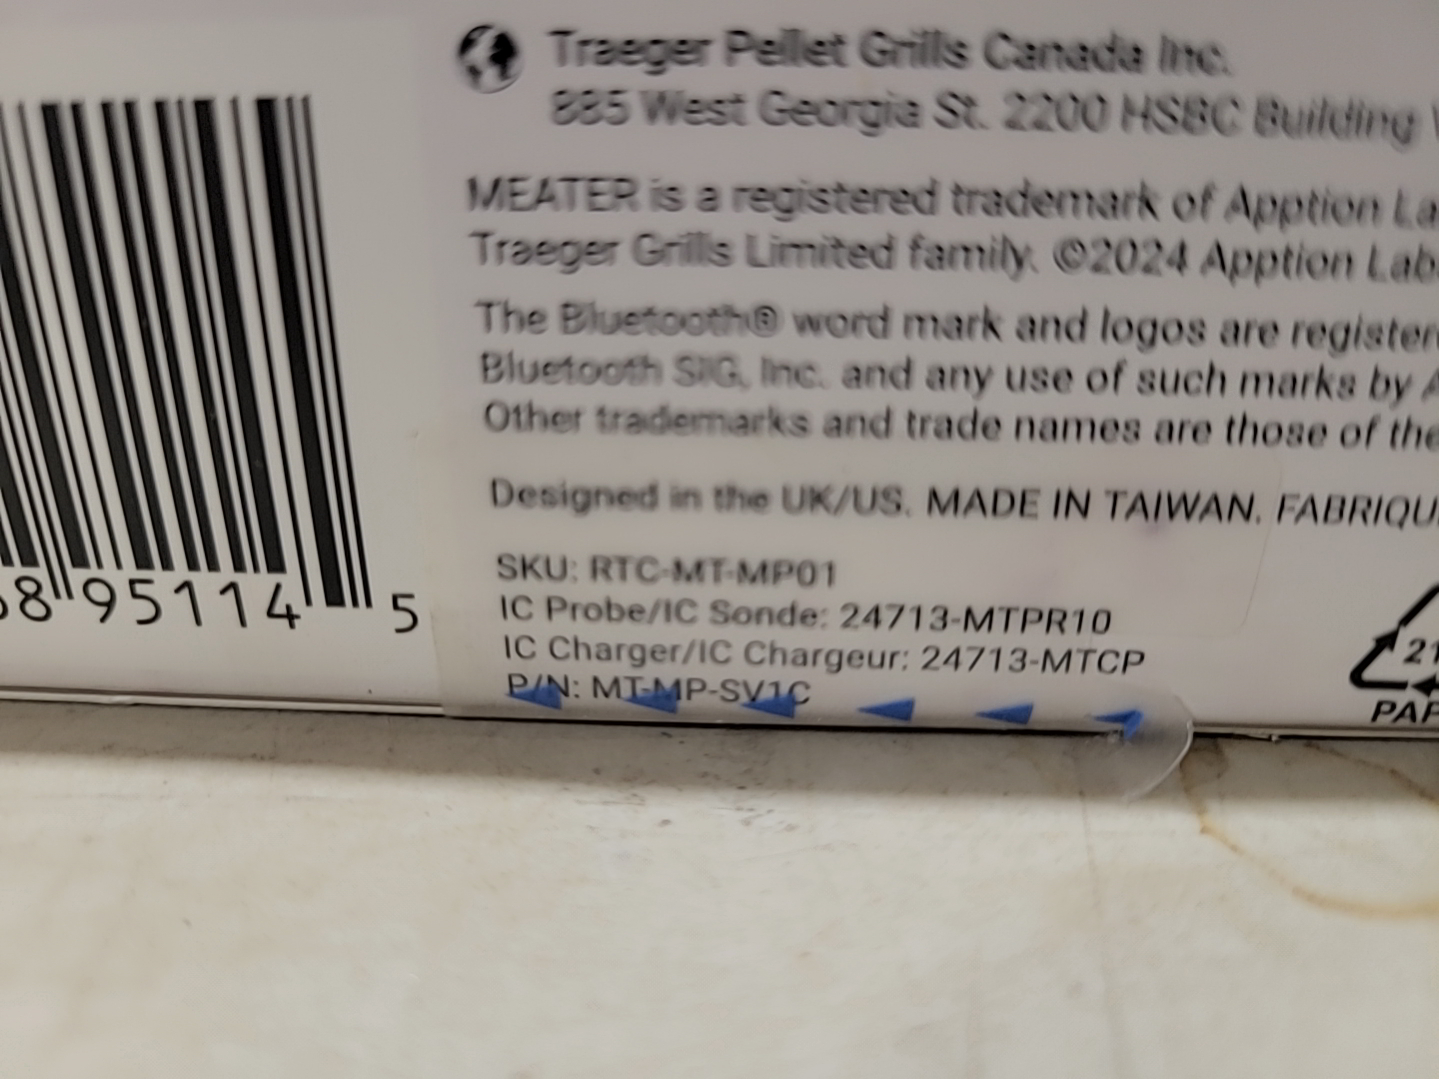 Traeger Pellet Grills Canada Inc.
885 West Georgia St. 2200 HSBC Building
MEATER is a registered trademark of Apption
Traeger Grills Limited family. ©2024 Apption
The Bluetooth® word mark and logos are
Bluetooth SIG, Inc. and any use of such marks by
Other trademarks and trade names are those of the
Designed in the UK/US. MADE IN TAIWAN.
SKU: RTC-MT-MP01
IC Probe/IC Sonde: 24713-MTPR10
IC Charger/IC Chargeur: 24713-MTCP
P/N: MT-MP-SV1C
895114 5
21
PAP